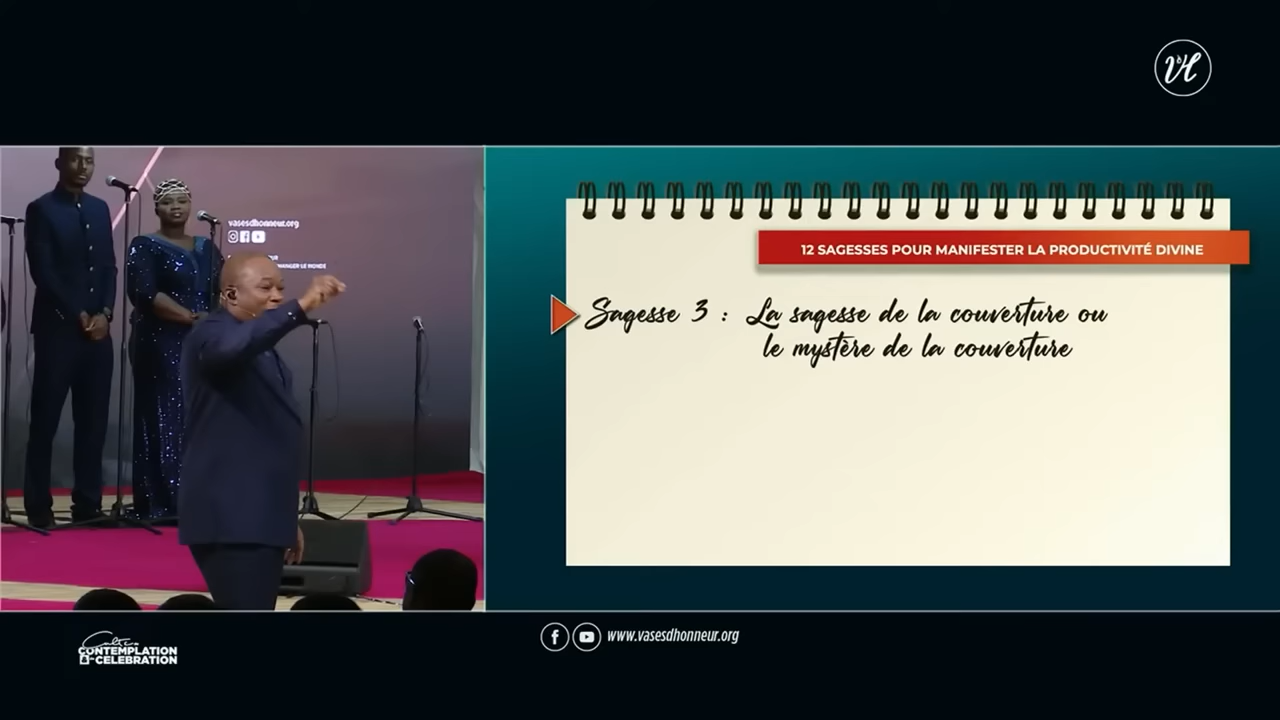 VH
vasesdhonneur.org
12 SAGESSES POUR MANIFESTER LA PRODUCTIVITÉ DIVINE
Sagesse 3 : La sagesse de la couverture ou
le mystère de la couverture
Culte
CONTEMPLATION
&-CELEBRATION
www.vasesdhonneur.org